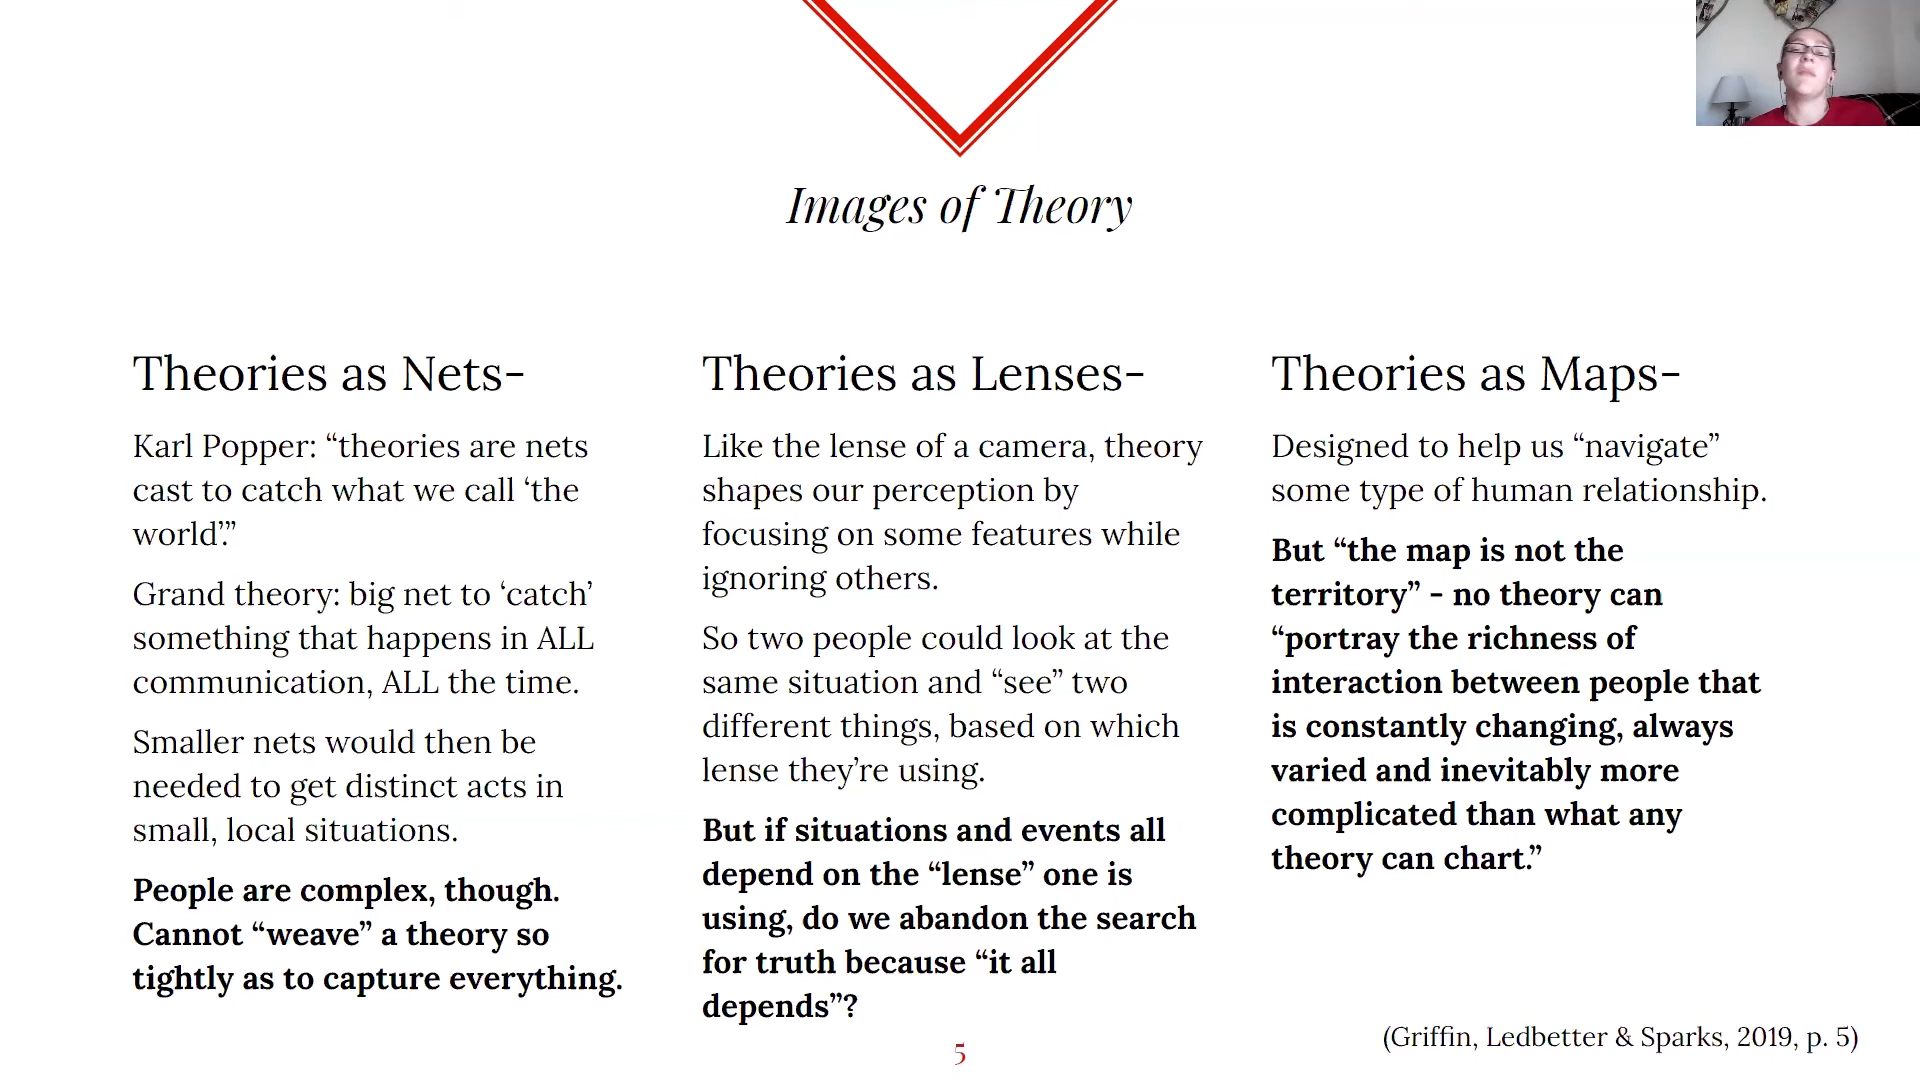 Images of Theory
Theories as Nets-
Karl Popper: “theories are nets
cast to catch what we call ‘the
world’.”
Grand theory: big net to ‘catch’
something that happens in ALL
communication, ALL the time.
Smaller nets would then be
needed to get distinct acts in
small, local situations.
People are complex, though.
Cannot “weave” a theory so
tightly as to capture everything.
Theories as Lenses-
Like the lense of a camera, theory
shapes our perception by
focusing on some features while
ignoring others.
So two people could look at the
same situation and “see” two
different things, based on which
lense they’re using.
But if situations and events all
depend on the “lense” one is
using, do we abandon the search
for truth because “it all
depends”?
Theories as Maps-
Designed to help us “navigate”
some type of human relationship.
But “the map is not the
territory” - no theory can
“portray the richness of
interaction between people that
is constantly changing, always
varied and inevitably more
complicated than what any
theory can chart.”
(Griffin, Ledbetter & Sparks, 2019, p. 5)
5